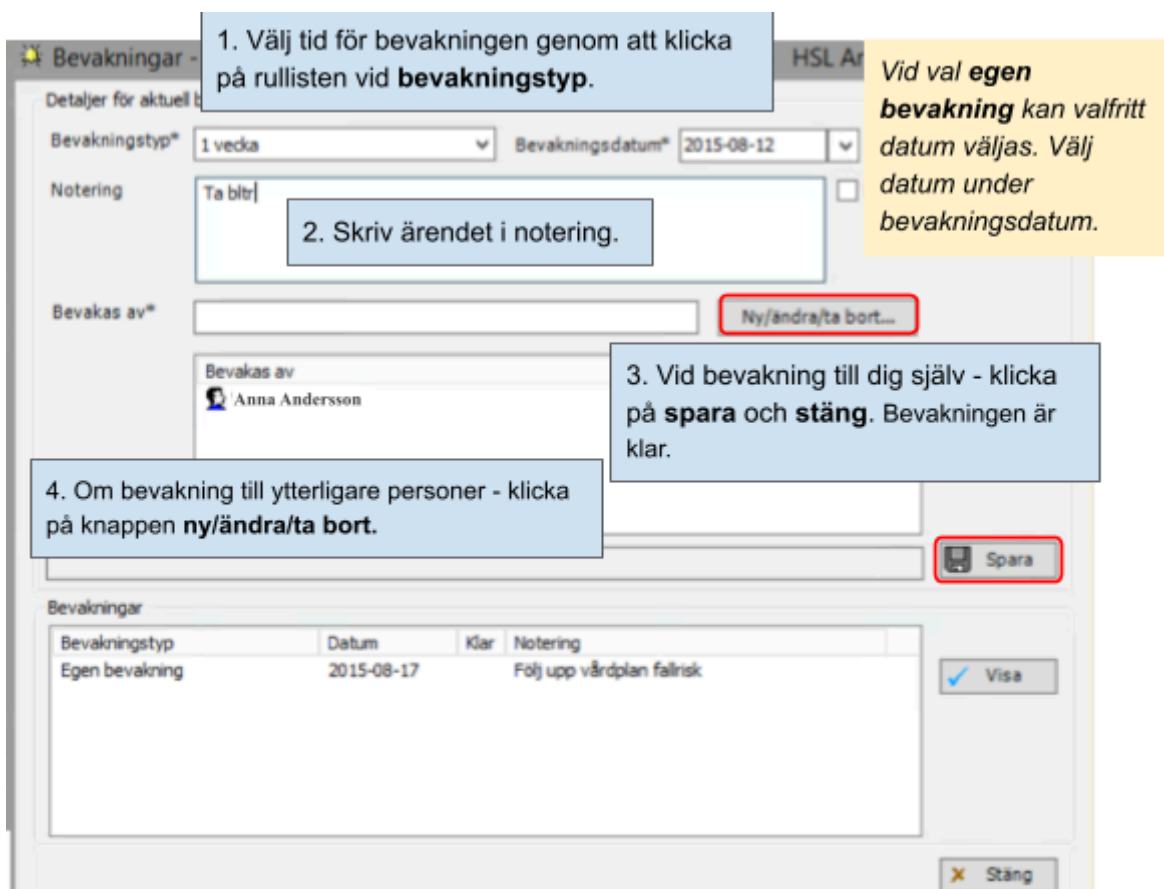 1. Välj tid för bevakningen genom att klicka
på rullisten vid bevakningstyp.
Bevakningar -
HSL
Vid val egen
bevakning kan valfritt
datum väljas. Välj
datum under
bevakningsdatum.
Detaljer för aktuell
Bevakningstyp* 1 vecka Bevakningsdatum* 2015-08-12
Notering Ta bltr
2. Skriv ärendet i notering.
Bevakas av* Ny/ändra/ta bort...
Bevakas av
Anna Andersson
3. Vid bevakning till dig själv - klicka
på spara och stäng. Bevakningen är
klar.
4. Om bevakning till ytterligare personer - klicka
på knappen ny/ändra/ta bort.
Spara
Bevakningar
Bevakningstyp Datum Klar Notering
Egen bevakning 2015-08-17 Följ upp vårdplan fallrisk
Visa
Stäng